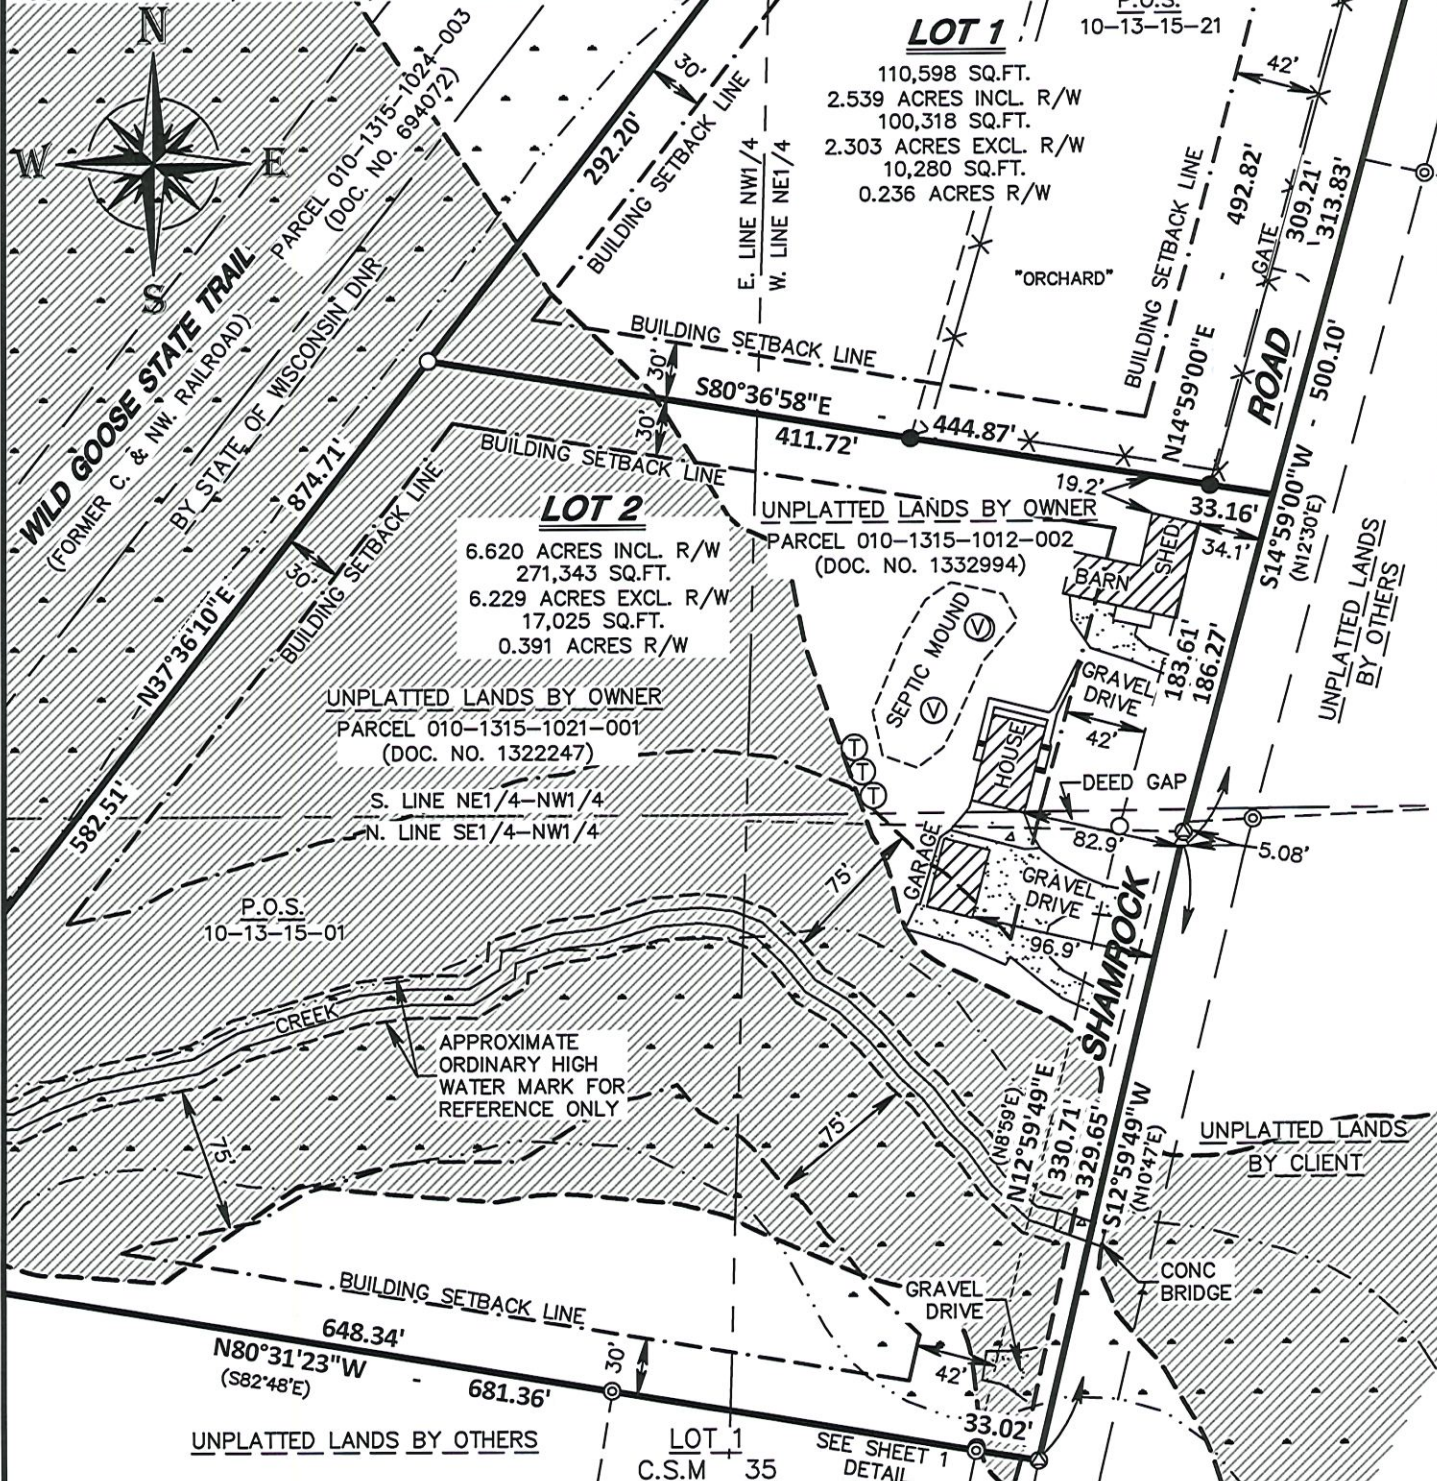 N
W
E
S
P.O.S.
10-13-15-21
LOT 1
110,598 SQ.FT.
2.539 ACRES INCL. R/W
100,318 SQ.FT.
2.303 ACRES EXCL. R/W
10,280 SQ.FT.
0.236 ACRES R/W
PARCEL 010-1315-1024-003
(DOC. NO. 694072)
WILD GOOSE STATE TRAIL
(FORMER C. & NW. RAILROAD)
BY STATE OF WISCONSIN DNR
292.20'
30'
BUILDING SETBACK LINE
E. LINE NW1/4
W. LINE NE1/4
"ORCHARD"
BUILDING SETBACK LINE
42'
492.82'
N14°59'00"E
GATE
309.21'
313.83'
ROAD
S14°59'00"W - 500.10'
(N12°30'E)
UNPLATTED LANDS
BY OTHERS
BUILDING SETBACK LINE
30'
S80°36'58"E - 444.87'
411.72'
30'
BUILDING SETBACK LINE
19.2'
33.16'
34.1'
LOT 2
6.620 ACRES INCL. R/W
271,343 SQ.FT.
6.229 ACRES EXCL. R/W
17,025 SQ.FT.
0.391 ACRES R/W
UNPLATTED LANDS BY OWNER
PARCEL 010-1315-1012-002
(DOC. NO. 1332994)
SHED
BARN
SEPTIC MOUND
V
V
GRAVEL
DRIVE
42'
183.61'
186.27'
HOUSE
DEED GAP
T
T
T
N37°36'10"E
874.71'
582.51'
30'
BUILDING SETBACK LINE
UNPLATTED LANDS BY OWNER
PARCEL 010-1315-1021-001
(DOC. NO. 1322247)
S. LINE NE1/4-NW1/4
N. LINE SE1/4-NW1/4
82.9'
5.08'
GARAGE
GRAVEL
DRIVE
96.9'
75'
SHAMROCK
P.O.S.
10-13-15-01
CREEK
APPROXIMATE
ORDINARY HIGH
WATER MARK FOR
REFERENCE ONLY
75'
75'
(N8°59'E)
N12°59'49"E
330.71'
329.65'
S12°59'49"W
(N10°47'E)
UNPLATTED LANDS
BY CLIENT
CONC
BRIDGE
GRAVEL
DRIVE
42'
BUILDING SETBACK LINE
30'
648.34'
N80°31'23"W - 681.36'
(S82°48'E)
33.02'
UNPLATTED LANDS BY OTHERS
LOT 1
C.S.M 35
SEE SHEET 1
DETAIL